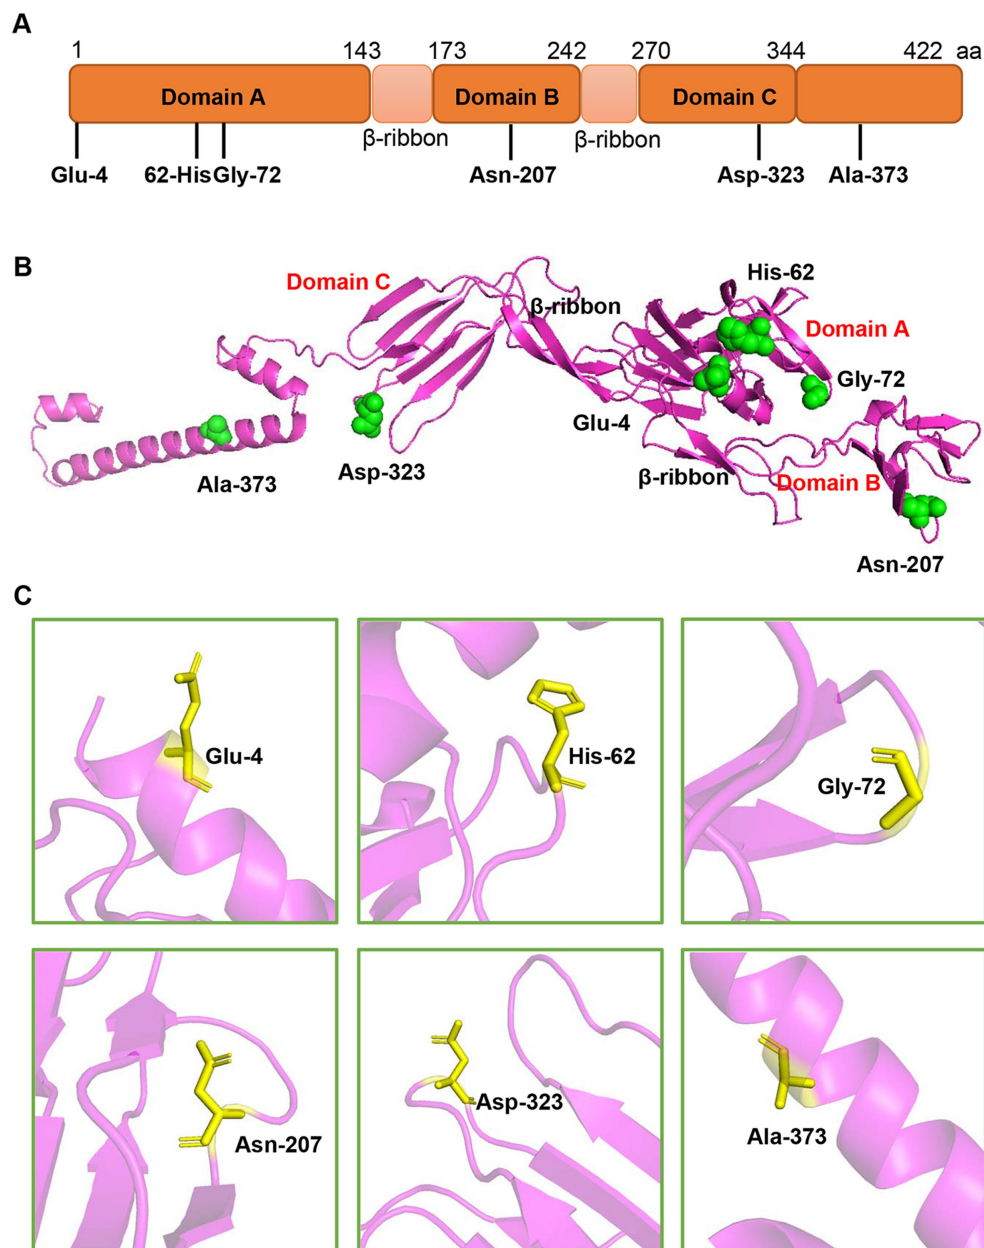 A
1 143 173 242 270 344 422 aa
Domain A Domain B Domain C
β-ribbon β-ribbon
Glu-4 62-His Gly-72 Asn-207 Asp-323 Ala-373
B
His-62
Domain C
β-ribbon
Domain A
Gly-72
Glu-4
Asp-323
β-ribbon
Domain B
Ala-373
Asn-207
C
Glu-4 His-62 Gly-72
Asn-207 Asp-323 Ala-373